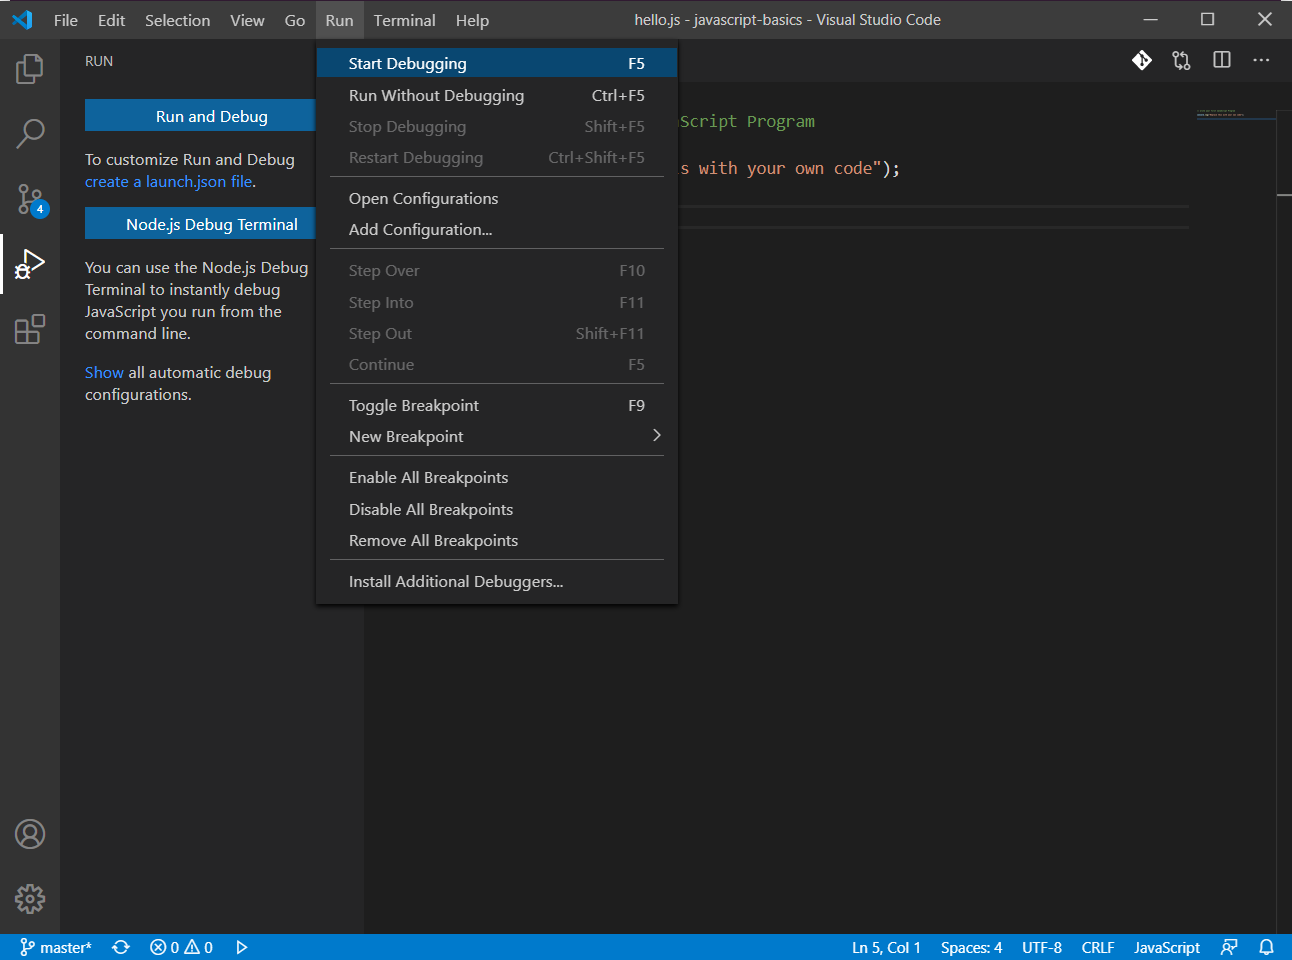 File Edit Selection View Go Run Terminal Help hello.js - javascript-basics - Visual Studio Code
RUN
Run and Debug
To customize Run and Debug
create a launch.json file.
4
Node.js Debug Terminal
You can use the Node.js Debug
Terminal to instantly debug
JavaScript you run from the
command line.
Show all automatic debug
configurations.
Start Debugging F5
Run Without Debugging Ctrl+F5
Stop Debugging Shift+F5
Restart Debugging Ctrl+Shift+F5
Open Configurations
Add Configuration...
Step Over F10
Step Into F11
Step Out Shift+F11
Continue F5
Toggle Breakpoint F9
New Breakpoint
Enable All Breakpoints
Disable All Breakpoints
Remove All Breakpoints
Install Additional Debuggers...
Script Program
s with your own code");
master* 0 0 Ln 5, Col 1 Spaces: 4 UTF-8 CRLF JavaScript